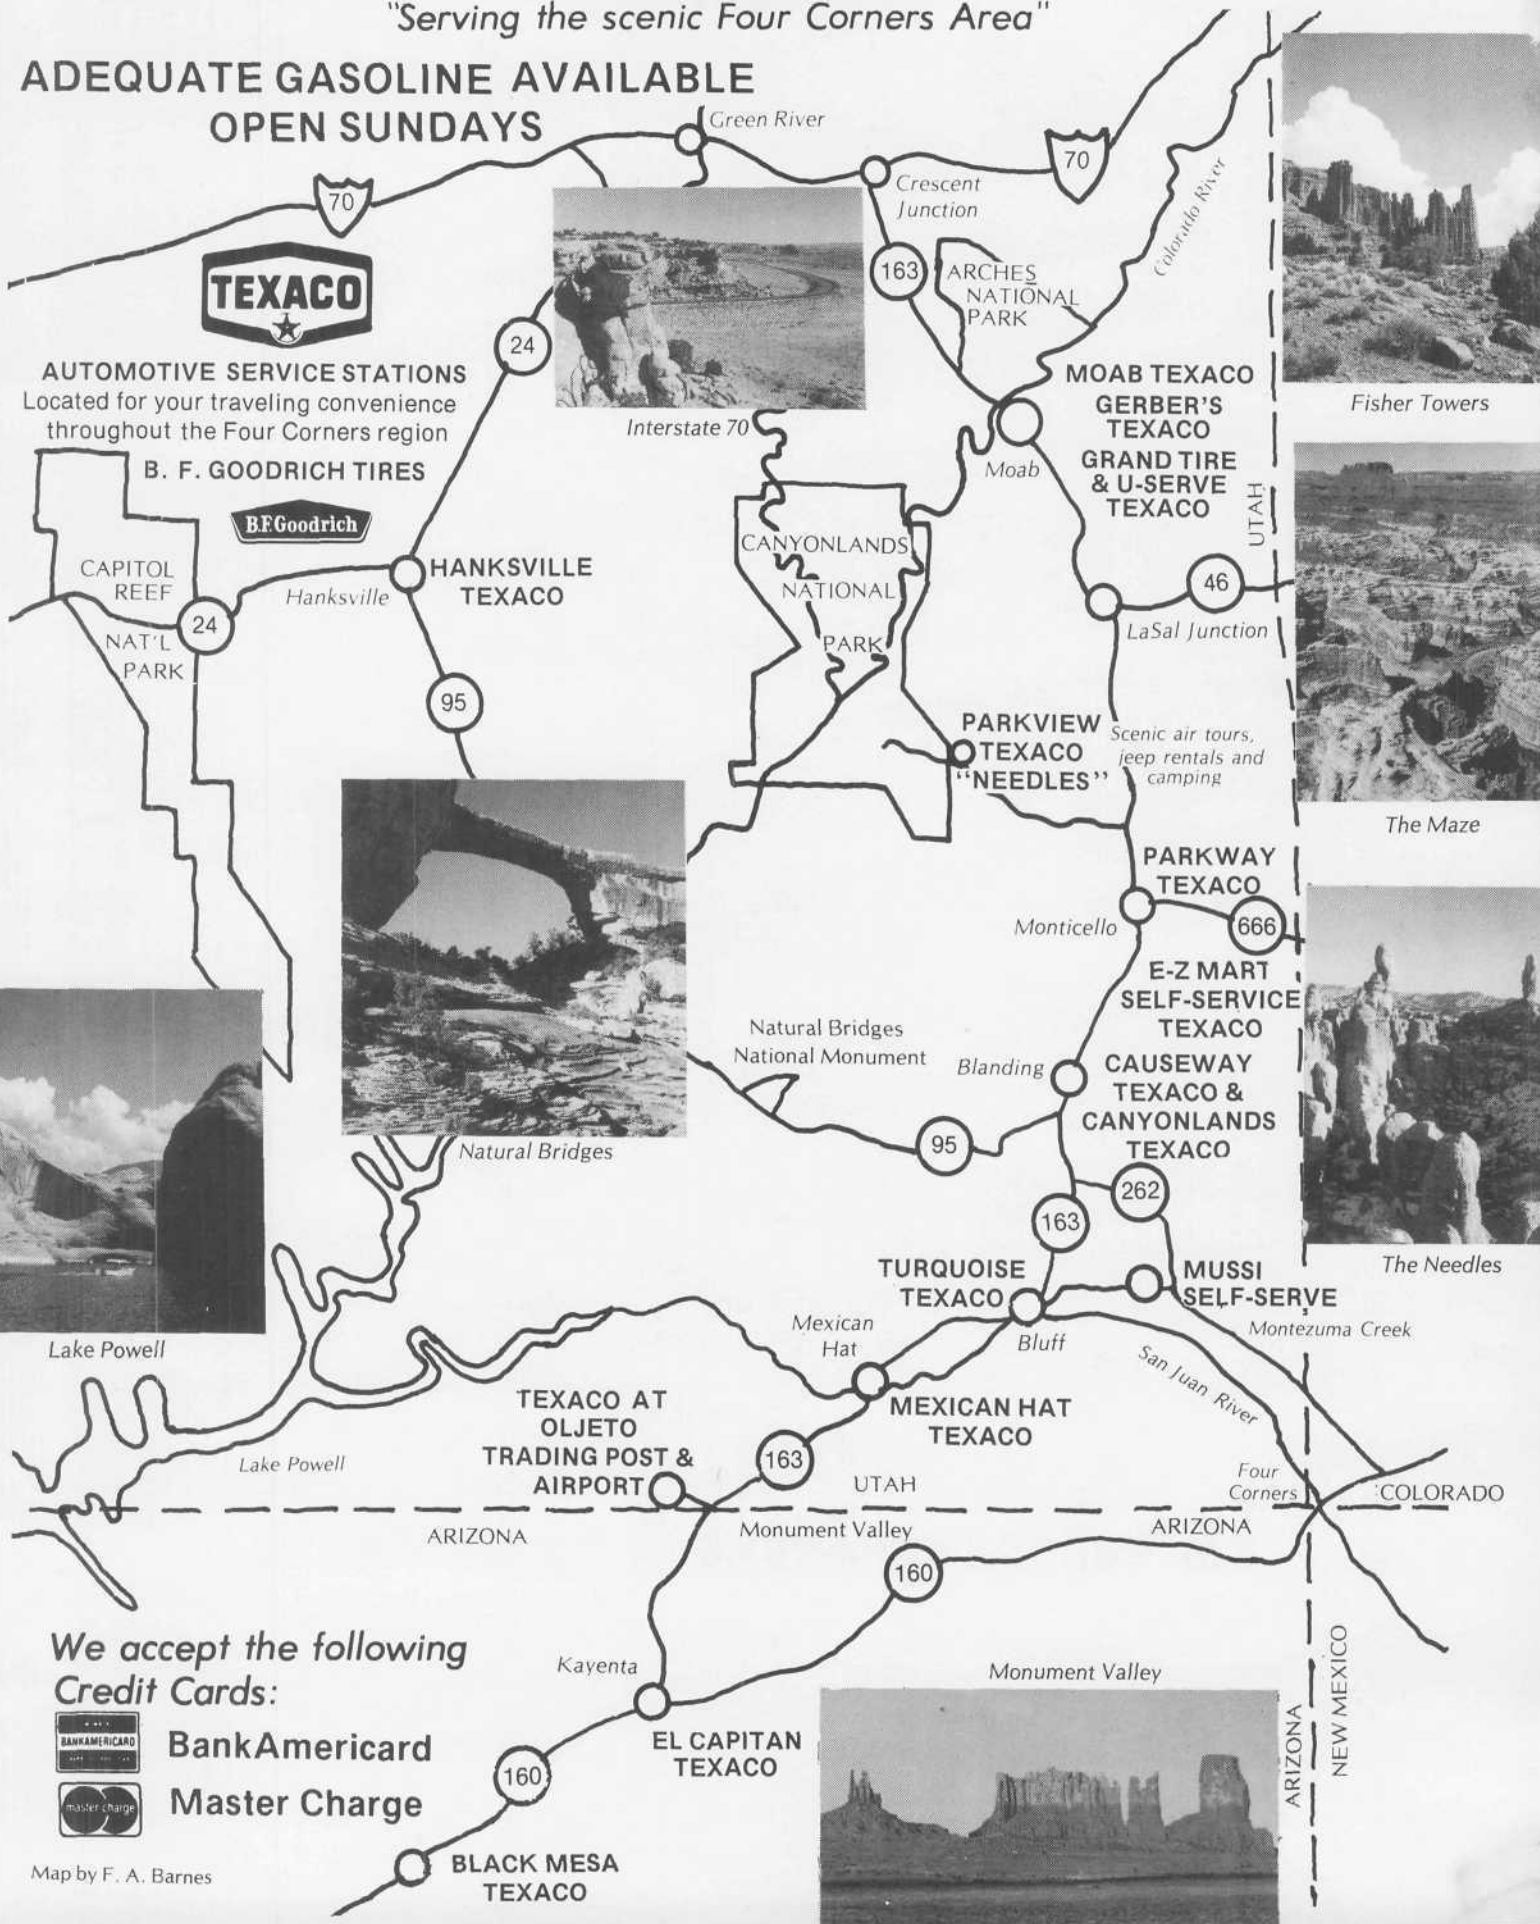 "Serving the scenic Four Corners Area"
ADEQUATE GASOLINE AVAILABLE
OPEN SUNDAYS
Green River
70
70
Crescent
Junction
Colorado River
TEXACO
163
ARCHES
NATIONAL
PARK
24
AUTOMOTIVE SERVICE STATIONS
Located for your traveling convenience
throughout the Four Corners region
B. F. GOODRICH TIRES
B.F.Goodrich
Interstate 70
MOAB TEXACO
GERBER'S
TEXACO
GRAND TIRE
& U-SERVE
TEXACO
Moab
UTAH
Fisher Towers
CAPITOL
REEF
NAT'L
PARK
24
Hanksville
HANKSVILLE
TEXACO
CANYONLANDS
NATIONAL
PARK
46
LaSal Junction
95
PARKVIEW
TEXACO
"NEEDLES"
Scenic air tours,
jeep rentals and
camping
The Maze
PARKWAY
TEXACO
Monticello
666
E-Z MART
SELF-SERVICE
TEXACO
Natural Bridges
National Monument
Blanding
CAUSEWAY
TEXACO &
CANYONLANDS
TEXACO
Natural Bridges
95
262
163
The Needles
TURQUOISE
TEXACO
MUSSI
SELF-SERVE
Montezuma Creek
Lake Powell
Mexican
Hat
Bluff
San Juan River
TEXACO AT
OLJETO
TRADING POST &
AIRPORT
MEXICAN HAT
TEXACO
Lake Powell
163
UTAH
Four
Corners
COLORADO
ARIZONA
Monument Valley
ARIZONA
160
We accept the following
Credit Cards:
BANKAMERICARD
BankAmericard
master charge
Master Charge
Kayenta
EL CAPITAN
TEXACO
Monument Valley
ARIZONA
NEW MEXICO
160
BLACK MESA
TEXACO
Map by F. A. Barnes